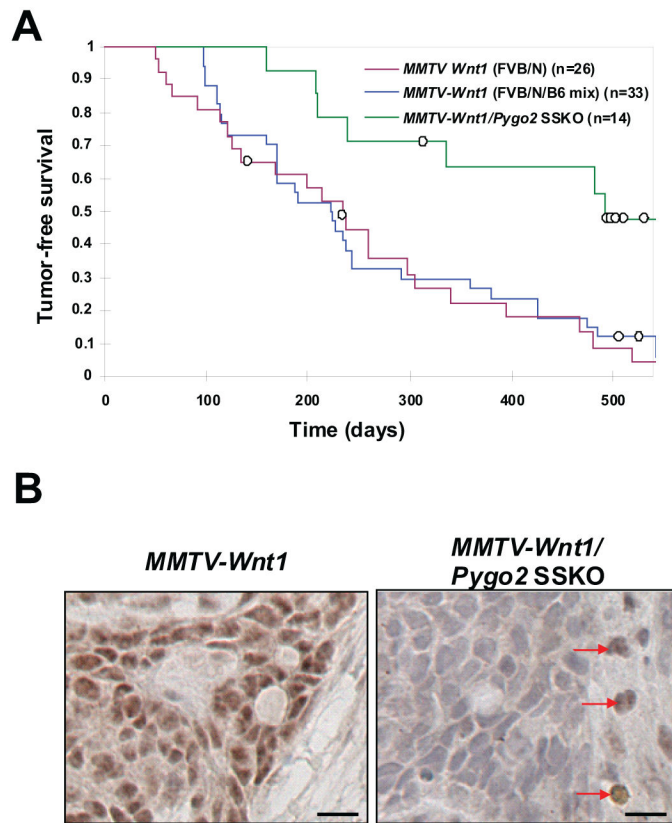 A
1
0.9
0.8
0.7
0.6
0.5
0.4
0.3
0.2
0.1
0
Tumor-free survival
MMTV Wnt1 (FVB/N) (n=26)
MMTV-Wnt1 (FVB/N/B6 mix) (n=33)
MMTV-Wnt1/Pygo2 SSKO (n=14)
0 100 200 300 400 500
Time (days)
B
MMTV-Wnt1
MMTV-Wnt1/
Pygo2 SSKO